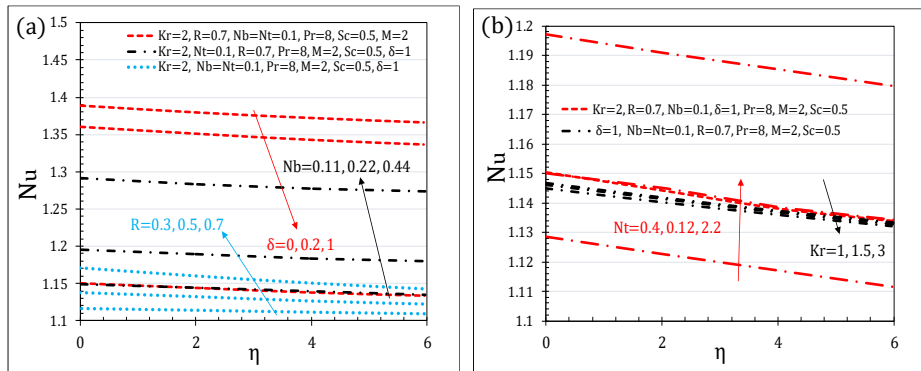 (a)
1.5
1.45
1.4
1.35
1.3
1.25
1.2
1.15
1.1
Nu
Kr=2, R=0.7, Nb=Nt=0.1, Pr=8, Sc=0.5, M=2
Kr=2, Nt=0.1, R=0.7, Pr=8, M=2, Sc=0.5, δ=1
Kr=2, Nb=Nt=0.1, Pr=8, M=2, Sc=0.5, δ=1
Nb=0.11, 0.22, 0.44
R=0.3, 0.5, 0.7
δ=0, 0.2, 1
0 2 4 6
η
(b)
1.2
1.19
1.18
1.17
1.16
1.15
1.14
1.13
1.12
1.11
Nu
Kr=2, R=0.7, Nb=0.1, δ=1, Pr=8, M=2, Sc=0.5
δ=1, Nb=Nt=0.1, R=0.7, Pr=8, M=2, Sc=0.5
Nt=0.4, 0.12, 2.2
Kr=1, 1.5, 3
0 2 4 6
η